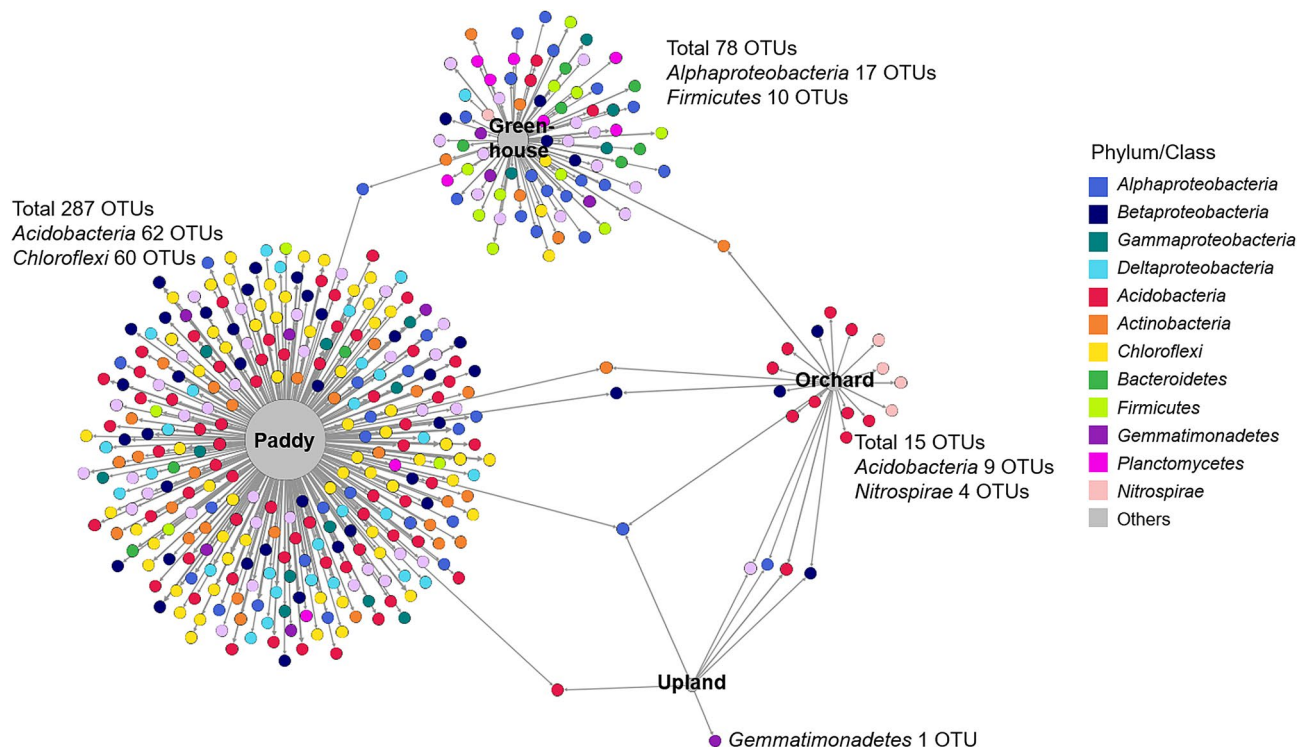 Total 78 OTUs
Alphaproteobacteria 17 OTUs
Firmicutes 10 OTUs
Green-
house
Total 287 OTUs
Acidobacteria 62 OTUs
Chloroflexi 60 OTUs
Paddy
Orchard
Total 15 OTUs
Acidobacteria 9 OTUs
Nitrospirae 4 OTUs
Upland
Gemmatimonadetes 1 OTU
Phylum/Class
Alphaproteobacteria
Betaproteobacteria
Gammaproteobacteria
Deltaproteobacteria
Acidobacteria
Actinobacteria
Chloroflexi
Bacteroidetes
Firmicutes
Gemmatimonadetes
Planctomycetes
Nitrospirae
Others